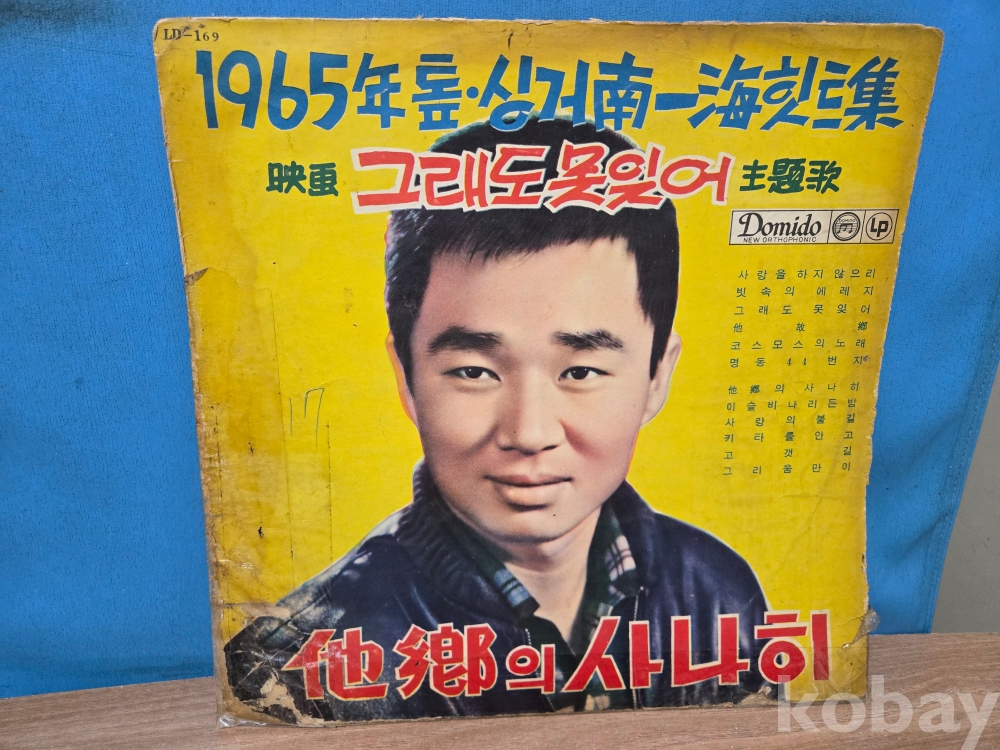 LD-169
1965年 톺·싱거 南一海 힛트 三集
映画 그래도 못잊어 主題歌
Domido
NEW ORTHOPHONIC
DOMIDO
LP
사랑을하지않으리
빗속의에레지
그래도못잊어
他故鄕
코스모스의노래
명동44번지
他鄕의사나히
이슬비나리든밤
사랑의불길
키타를안고
고갯길
그리움만이
17
他鄕의 사나히
kobay